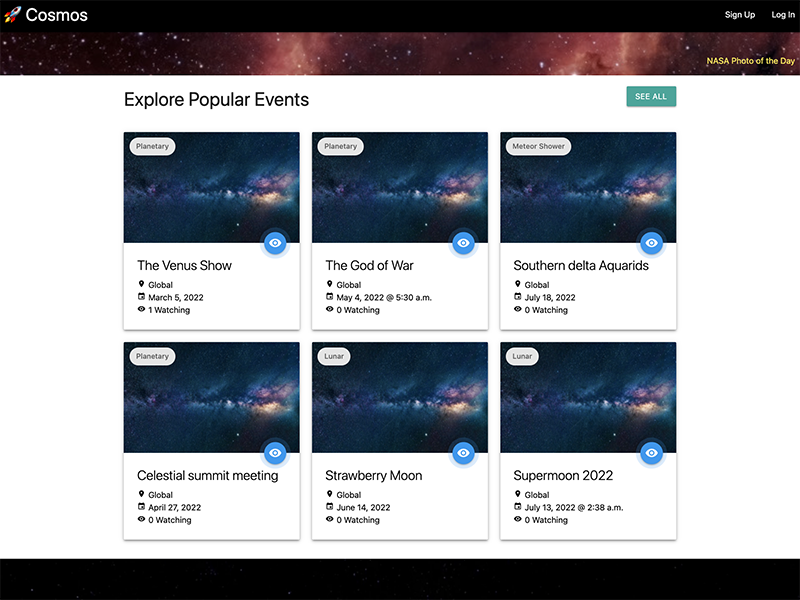 Cosmos
Sign Up
Log In
NASA Photo of the Day
Explore Popular Events
SEE ALL
Planetary
The Venus Show
Global
March 5, 2022
1 Watching
Planetary
The God of War
Global
May 4, 2022 @ 5:30 a.m.
0 Watching
Meteor Shower
Southern delta Aquarids
Global
July 18, 2022
0 Watching
Planetary
Celestial summit meeting
Global
April 27, 2022
0 Watching
Lunar
Strawberry Moon
Global
June 14, 2022
0 Watching
Lunar
Supermoon 2022
Global
July 13, 2022 @ 2:38 a.m.
0 Watching